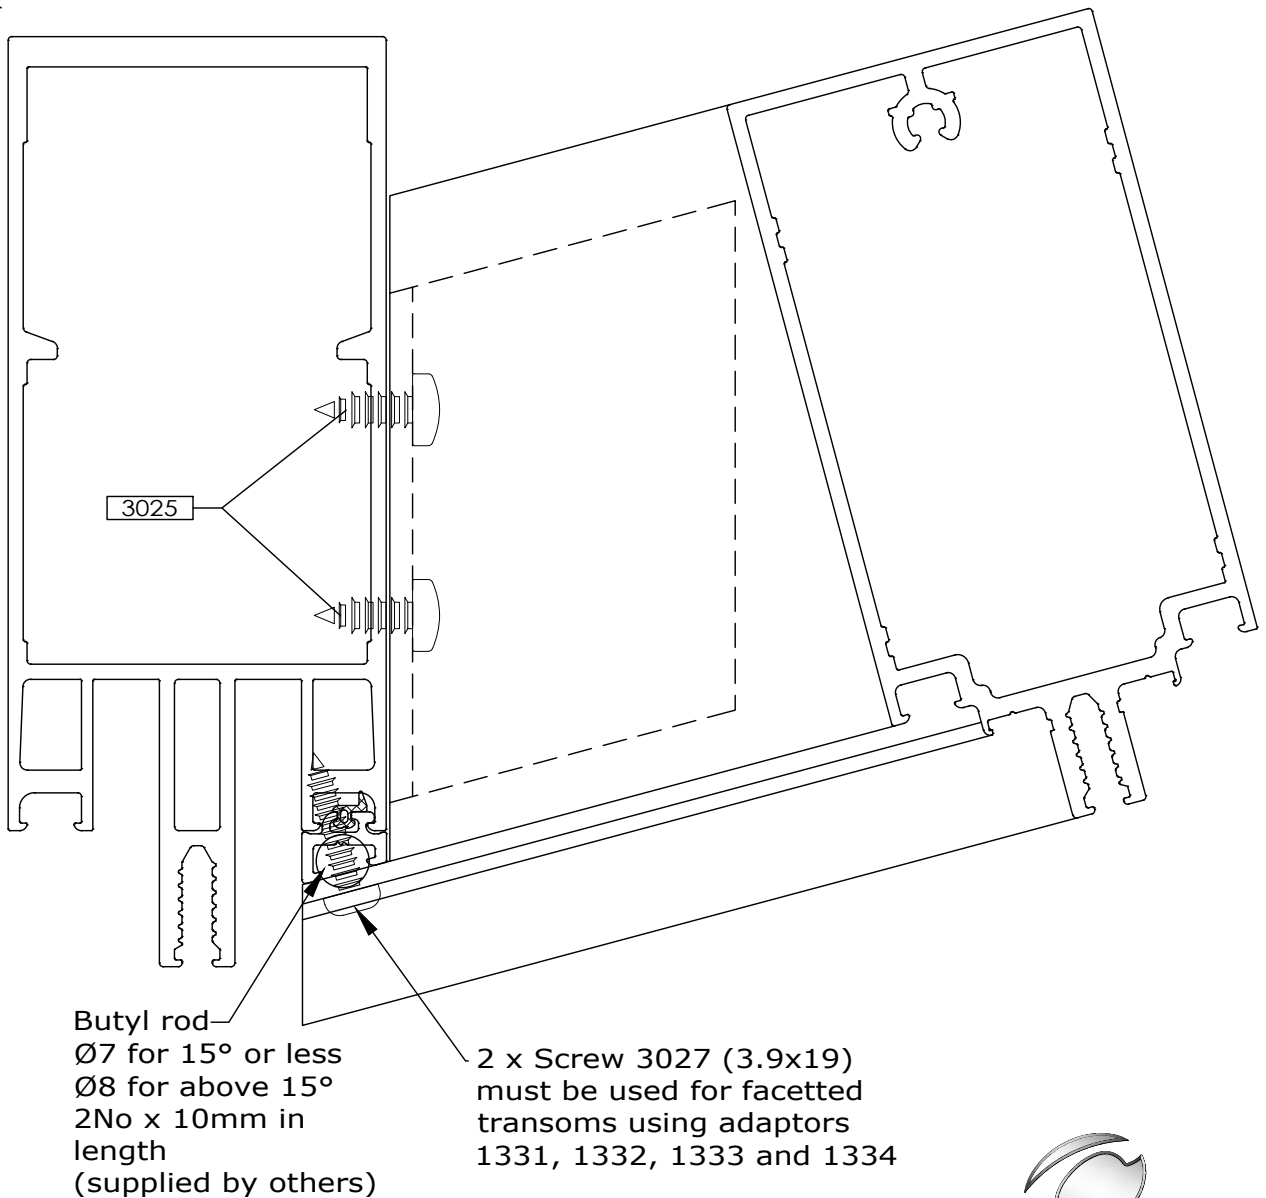 3025
Butyl rod
Ø7 for 15° or less
Ø8 for above 15°
2No x 10mm in
length
(supplied by others)
2 x Screw 3027 (3.9x19)
must be used for facetted
transoms using adaptors
1331, 1332, 1333 and 1334